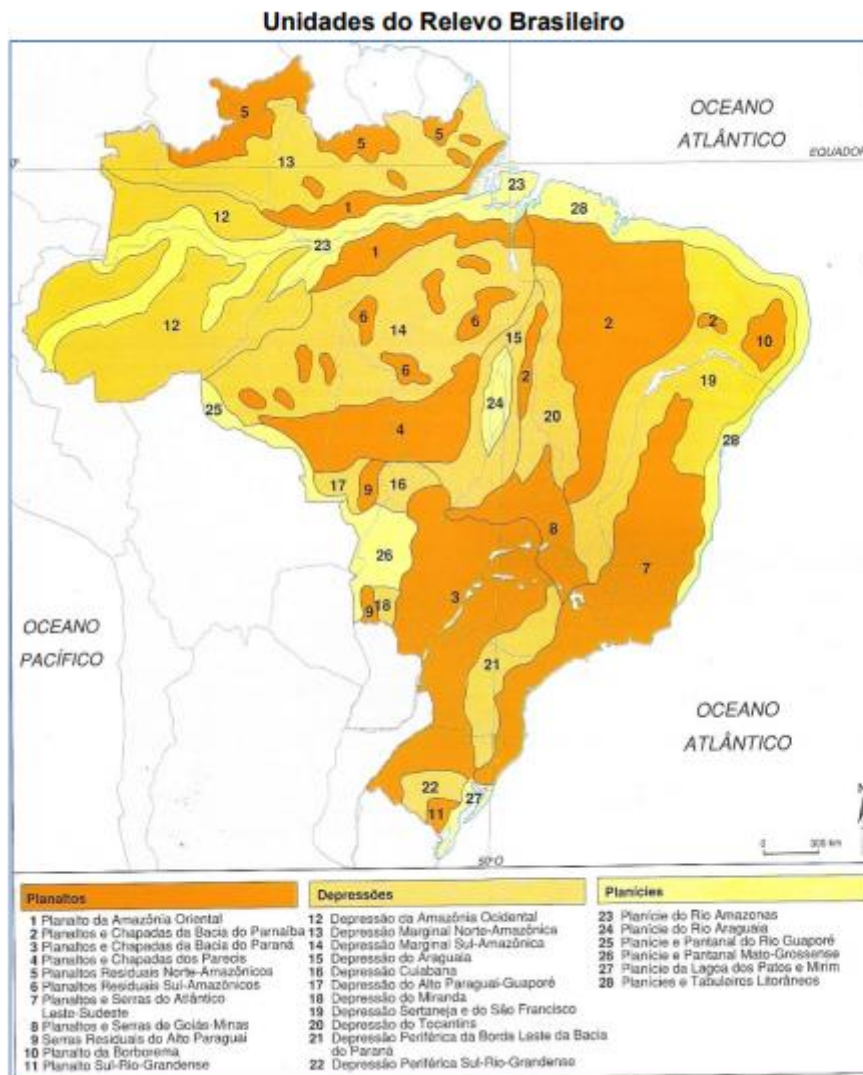 Unidades do Relevo Brasileiro
OCEANO
ATLÂNTICO
EQUADOR
0°
5
5
5
13
23
28
12
1
23
1
12
6
14
6
6
15
2
2
2
10
19
25
24
20
4
28
17
9
16
8
26
7
9
18
3
OCEANO
PACÍFICO
21
OCEANO
ATLÂNTICO
22
27
11
N
50°O
0 300 km
Planaltos
1 Planalto da Amazônia Oriental
2 Planaltos e Chapadas da Bacia do Parnaíba
3 Planaltos e Chapadas da Bacia do Paraná
4 Planaltos e Chapadas dos Parecis
5 Planaltos Residuais Norte-Amazônicos
6 Planaltos Residuais Sul-Amazônicos
7 Planaltos e Serras do Atlântico
Leste-Sudeste
8 Planaltos e Serras de Goiás-Minas
9 Serras Residuais do Alto Paraguai
10 Planalto da Borborema
11 Planalto Sul-Rio-Grandense
Depressões
12 Depressão da Amazônia Ocidental
13 Depressão Marginal Norte-Amazônica
14 Depressão Marginal Sul-Amazônica
15 Depressão do Araguaia
16 Depressão Cuiabana
17 Depressão do Alto Paraguai-Guaporé
18 Depressão do Miranda
19 Depressão Sertaneja e do São Francisco
20 Depressão do Tocantins
21 Depressão Periférica da Borda Leste da Bacia
do Paraná
22 Depressão Periférica Sul-Rio-Grandense
Planícies
23 Planície do Rio Amazonas
24 Planície do Rio Araguaia
25 Planície e Pantanal do Rio Guaporé
26 Planície e Pantanal Mato-Grossense
27 Planície da Lagoa dos Patos e Mirim
28 Planícies e Tabuleiros Litorâneos